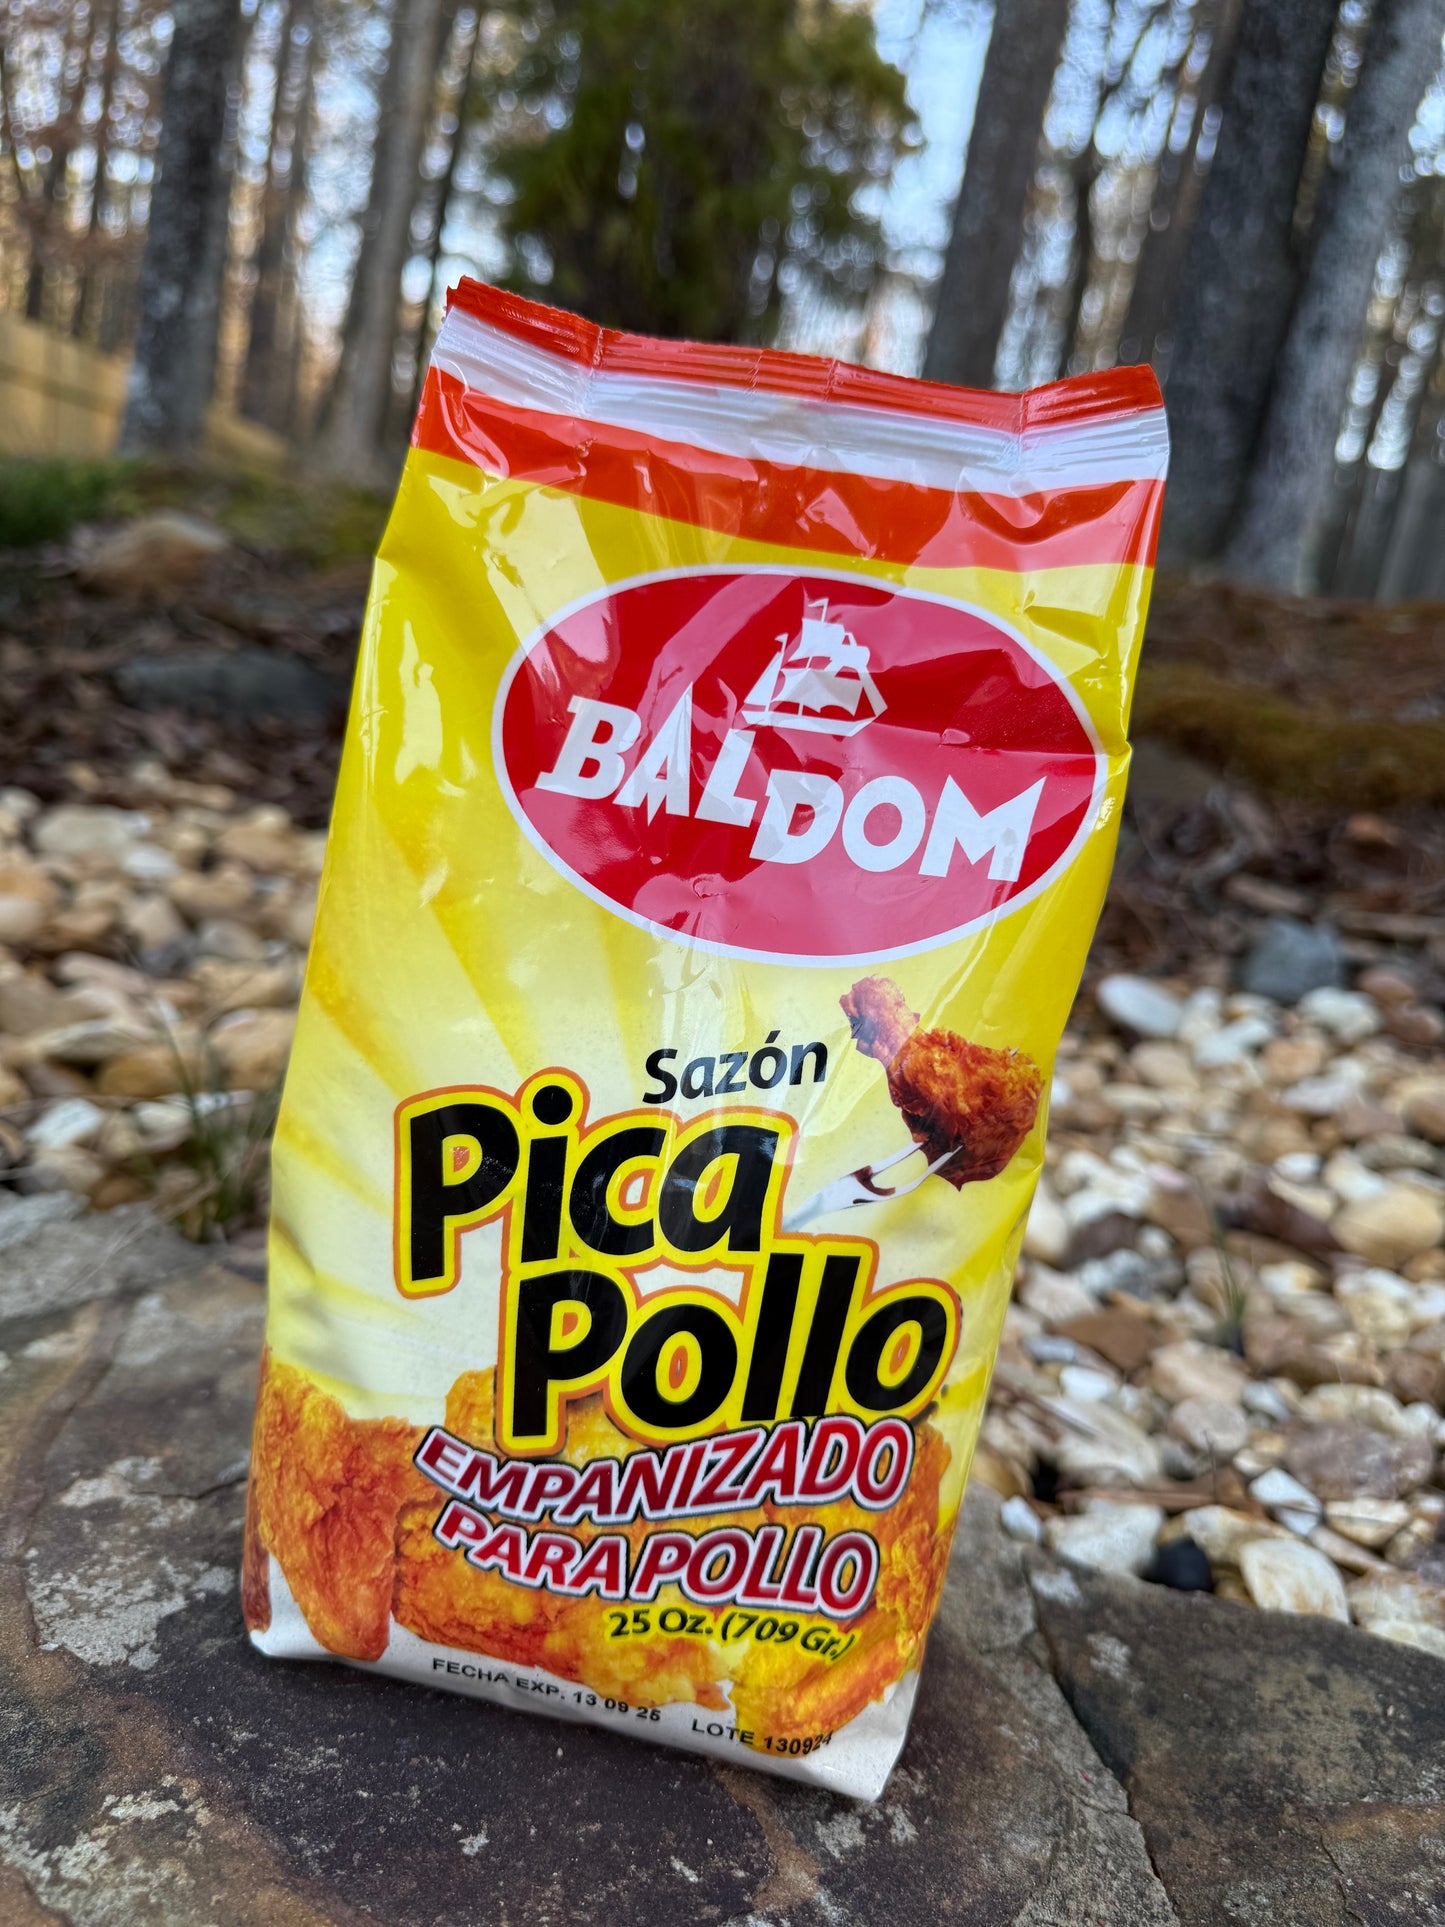 BALDOM
Sazón
Pica
Pollo
EMPANIZADO
PARA POLLO
25 Oz. (709 Gr.)
FECHA EXP. 13 09 25 LOTE 130924